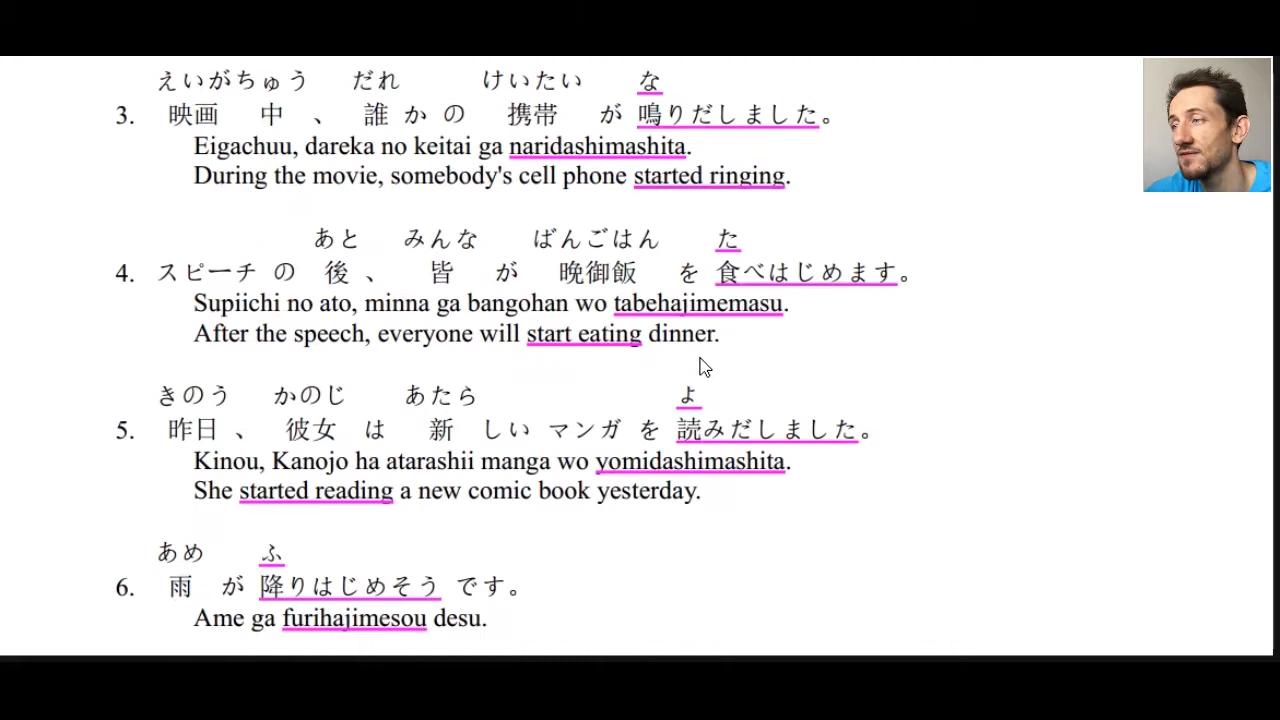 えいがちゅう だれ けいたい な
3. 映画 中 、 誰 か の 携帯 が 鳴りだしました。
Eigachuu, dareka no keitai ga naridashimashita.
During the movie, somebody's cell phone started ringing.
あと みんな ばんごはん た
4. スピーチ の 後 、 皆 が 晩御飯 を 食べはじめます。
Supiichi no ato, minna ga bangohan wo tabehajimemasu.
After the speech, everyone will start eating dinner.
きのう かのじ あたら よ
5. 昨日 、 彼女 は 新 しい マンガ を 読みだしました。
Kinou, Kanojo ha atarashii manga wo yomidashimashita.
She started reading a new comic book yesterday.
あめ ふ
6. 雨 が 降りはじめそう です。
Ame ga furihajimesou desu.